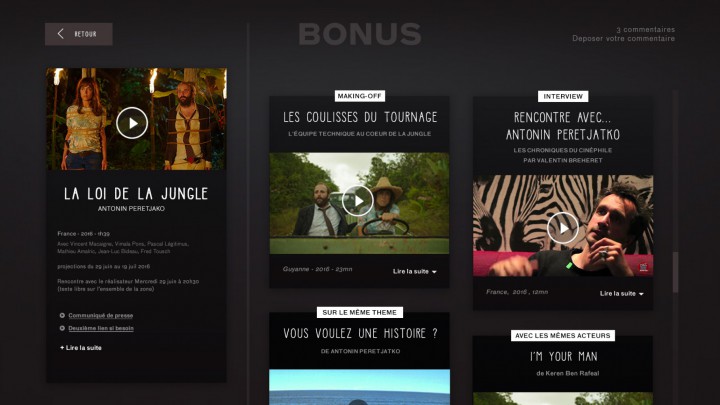 RETOUR
BONUS
3 commentaires
Deposer votre commentaire
LA LOI DE LA JUNGLE
ANTONIN PERETJAKO
France - 2016 - 1h39
Avec Vincent Macaigne, Vimala Pons, Pascal Légitimus,
Mathieu Amalric, Jean-Luc Bideau, Fred Tousch
projections du 29 juin au 19 juil 2016
Rencontre avec le réalisateur Mercredi 29 juin à 20h30
(texte libre sur l'ensemble de la zone)
Communiqué de presse
Deuxième lien si besoin
+ Lire la suite
MAKING-OFF
LES COULISSES DU TOURNAGE
L'ÉQUIPE TECHNIQUE AU COEUR DE LA JUNGLE
Guyanne - 2016 - 23mn
Lire la suite
SUR LE MÊME THEME
VOUS VOULEZ UNE HISTOIRE ?
DE ANTONIN PERETJATKO
INTERVIEW
RENCONTRE AVEC...
ANTONIN PERETJATKO
LES CHRONIQUES DU CINÉPHILE
PAR VALENTIN BREHERET
France, 2016 , 12mn
Lire la suite
AVEC LES MÊMES ACTEURS
I'M YOUR MAN
de Keren Ben Rafeal